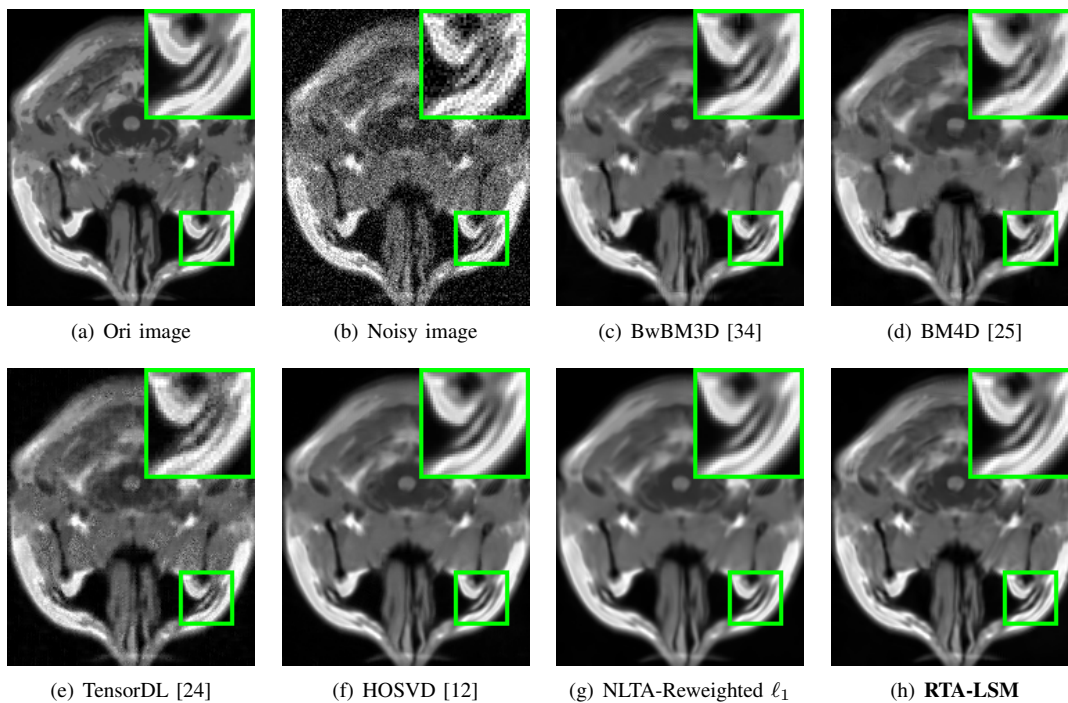 (a) Ori image
(b) Noisy image
(c) BwBM3D [34]
(d) BM4D [25]
(e) TensorDL [24]
(f) HOSVD [12]
(g) NLTA-Reweighted ℓ₁
(h) RTA-LSM